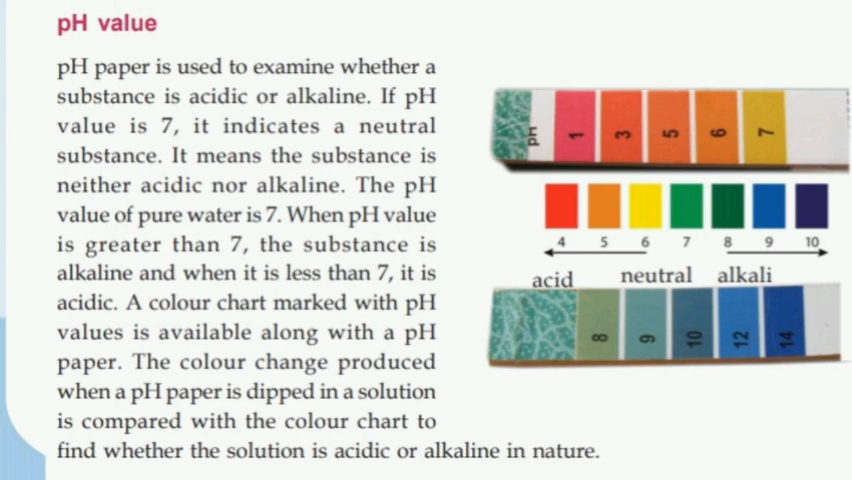 pH value
pH paper is used to examine whether a
substance is acidic or alkaline. If pH
value is 7, it indicates a neutral
substance. It means the substance is
neither acidic nor alkaline. The pH
value of pure water is 7. When pH value
is greater than 7, the substance is
alkaline and when it is less than 7, it is
acidic. A colour chart marked with pH
values is available along with a pH
paper. The colour change produced
when a pH paper is dipped in a solution
is compared with the colour chart to
find whether the solution is acidic or alkaline in nature.
pH 1 3 5 6 7
4 5 6 7 8 9 10
acid neutral alkali
8 9 10 12 14